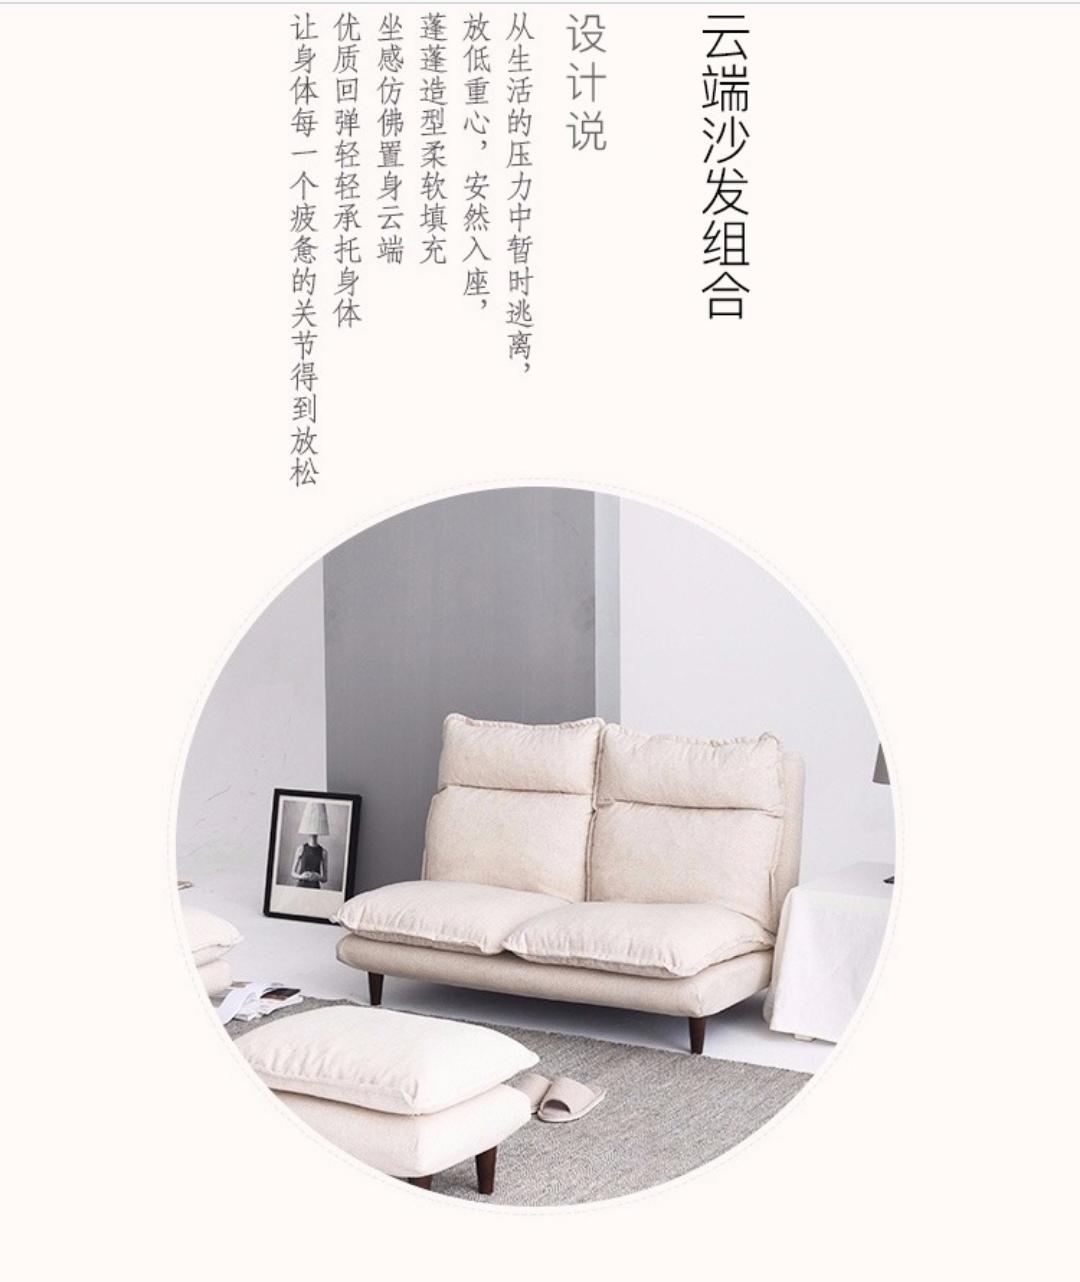 云端沙发组合
设计说
从生活的压力中暂时逃离，
放低重心，安然入座，
蓬蓬造型柔软填充
坐感仿佛置身云端
优质回弹轻轻承托身体
让身体每一个疲惫的关节得到放松